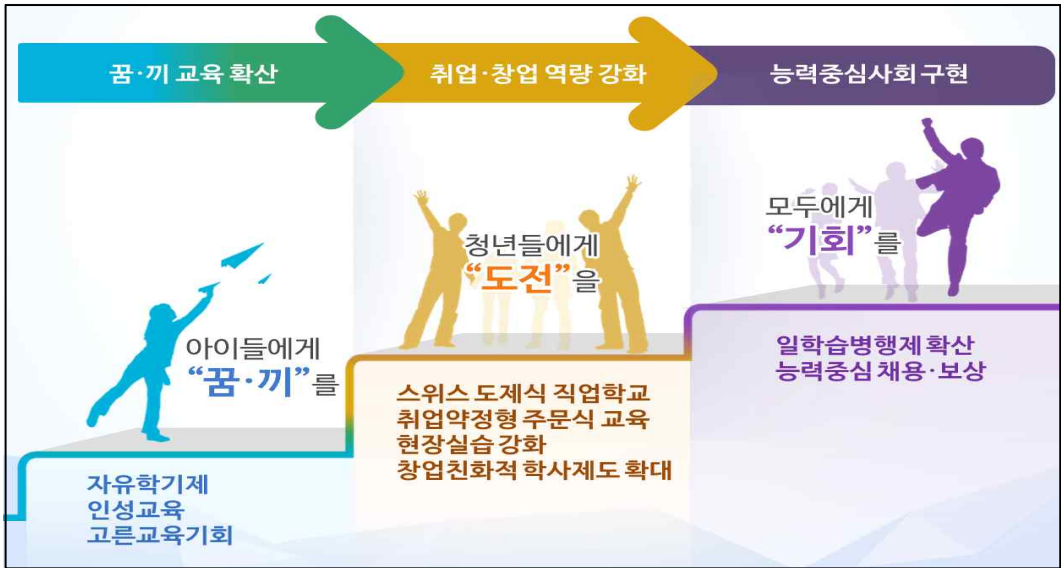 꿈·끼 교육 확산
취업·창업 역량 강화
능력중심사회 구현
아이들에게
“꿈·끼”를
자유학기제
인성교육
고른교육기회
청년들에게
“도전”을
스위스 도제식 직업학교
취업약정형 주문식 교육
현장실습 강화
창업친화적 학사제도 확대
모두에게
“기회”를
일학습병행제 확산
능력중심 채용·보상